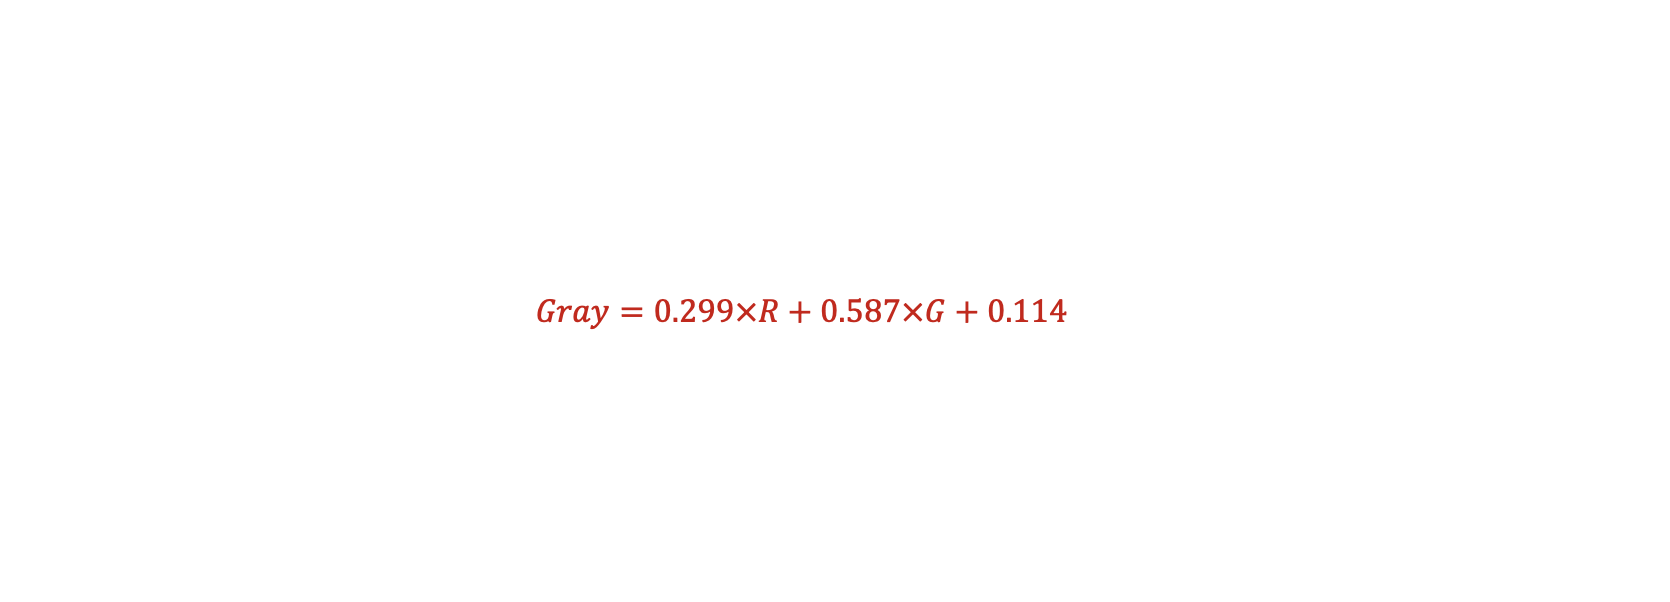 Gray = 0.299×R + 0.587×G + 0.114